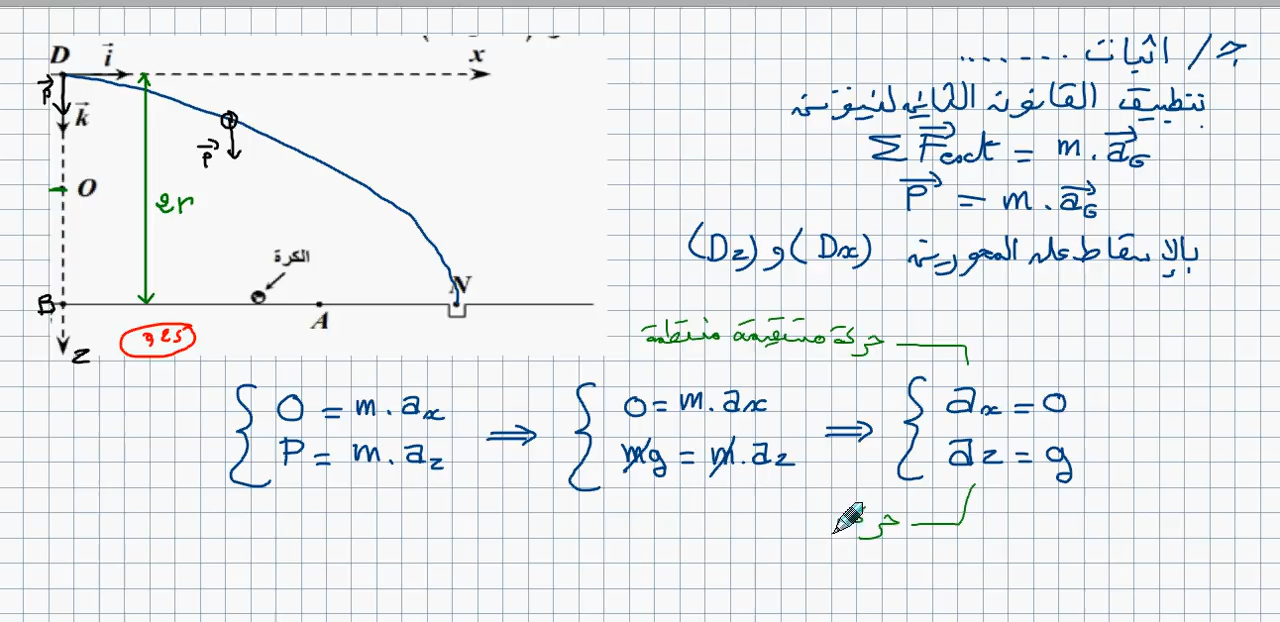 ج/ اثبات .......
بتطبيق القانون الثاني لنيوتن
Σ F⃗ext = m . a⃗G
P⃗ = m . a⃗G
بالإسقاط على المحورين (Dx) و (Dz)
D i⃗ x
P⃗ k⃗
P⃗
O 2r
الكرة
B A N
z
حركة مستقيمة منتظمة
{ 0 = m . ax ⟹ { 0 = m . ax ⟹ { ax = 0
{ P = m . az { mg = m . az { az = g